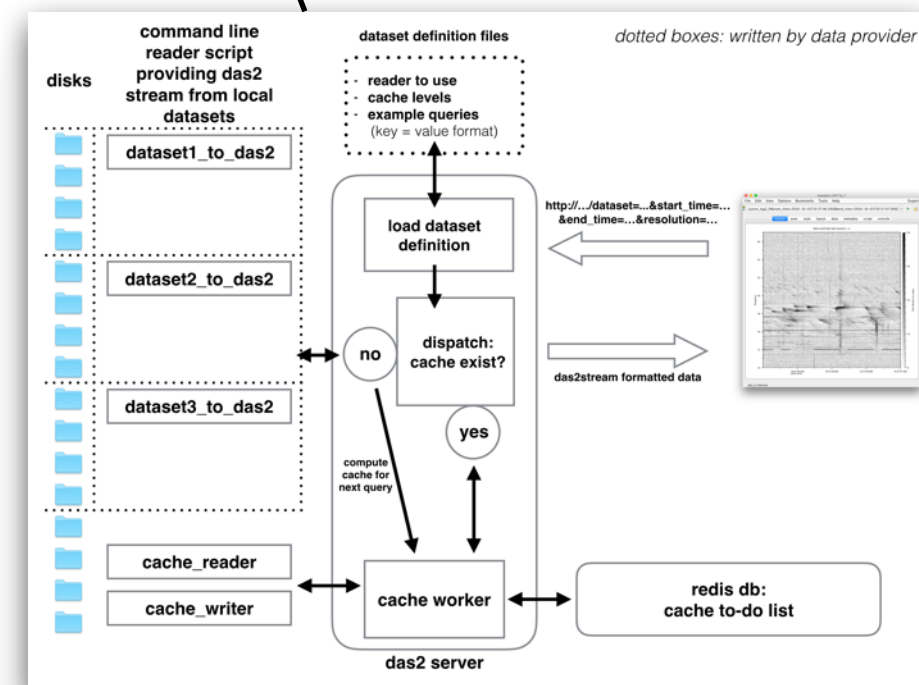 command line
reader script
providing das2
stream from local
datasets
disks
dataset definition files
dotted boxes: written by data provider
- reader to use
- cache levels
- example queries
(key = value format)
dataset1_to_das2
dataset2_to_das2
dataset3_to_das2
load dataset
definition
http://.../dataset=...&start_time=...
&end_time=...&resolution=...
dispatch:
cache exist?
no
yes
das2stream formatted data
compute
cache for
next query
cache_reader
cache_writer
cache worker
redis db:
cache to-do list
das2 server